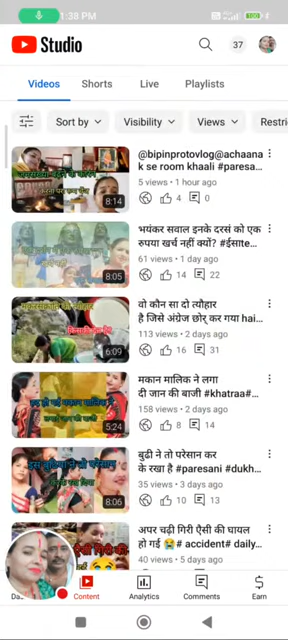 1:38 PM
Studio
37
Videos Shorts Live Playlists
Sort by Visibility Views Restri
@bipinprotovlog@achaana
k se room khaali #paresa...
5 views • 1 hour ago
4 0
8:14
भयंकर सवाल इनके दरसं को एक
रुपया खर्च नहीं क्यों? #ईसtte...
61 views • 1 day ago
14 22
8:05
वो कौन सा दो त्यौहार
है जिसे अंग्रेज छोर् कर गया hai...
113 views • 2 days ago
16 31
6:09
मकान मालिक ने लगा
दी जान की बाजी #khatraa#...
158 views • 2 days ago
8 14
5:24
बुढी ने तो परेसान कर
के रखा है #paresani #dukh...
35 views • 3 days ago
10 13
इस बुढ़िया ने तो परेसान
8:06
अपर चढ़ी गिरी ऐसी की घायल
हो गई 😭# accident# daily...
40 views • 5 days ago
Content Analytics Comments Earn